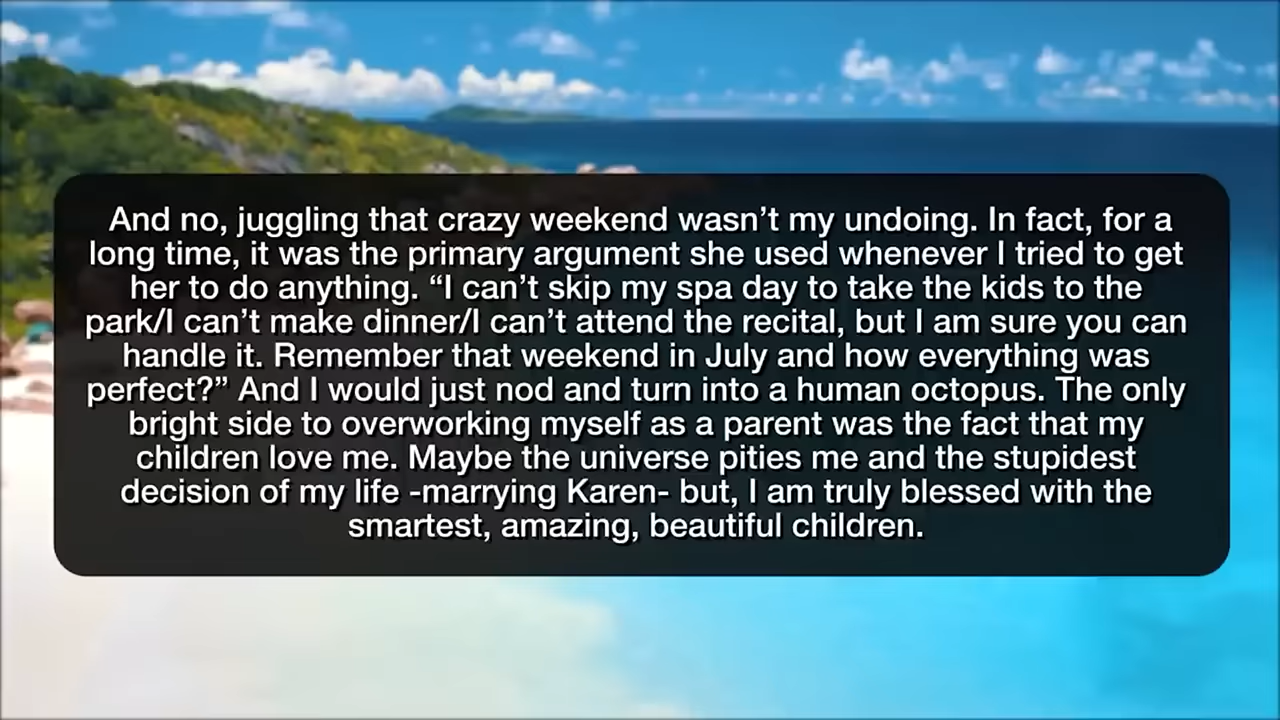 And no, juggling that crazy weekend wasn’t my undoing. In fact, for a
long time, it was the primary argument she used whenever I tried to get
her to do anything. “I can’t skip my spa day to take the kids to the
park/I can’t make dinner/I can’t attend the recital, but I am sure you can
handle it. Remember that weekend in July and how everything was
perfect?” And I would just nod and turn into a human octopus. The only
bright side to overworking myself as a parent was the fact that my
children love me. Maybe the universe pities me and the stupidest
decision of my life -marrying Karen- but, I am truly blessed with the
smartest, amazing, beautiful children.